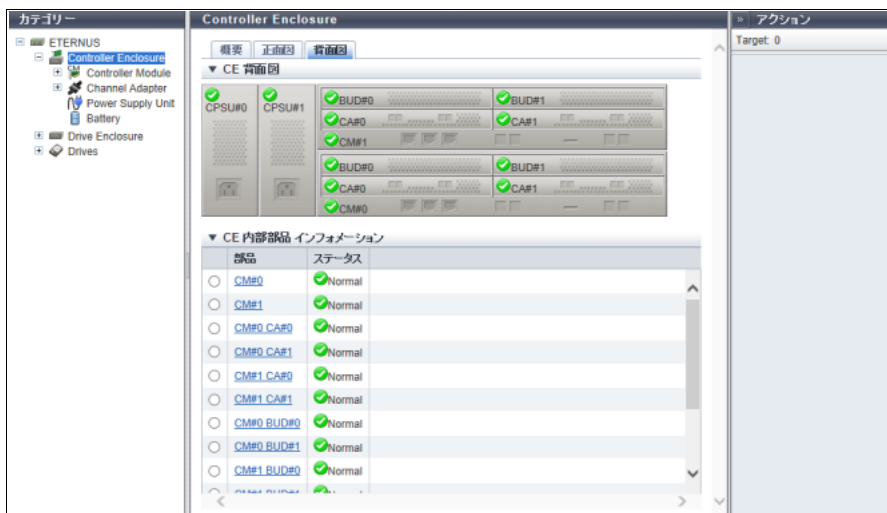 カテゴリー
ETERNUS
Controller Enclosure
Controller Module
Channel Adapter
Power Supply Unit
Battery
Drive Enclosure
Drives
Controller Enclosure
概要 正面図 背面図
▼ CE 背面図
CPSU#0 CPSU#1
BUD#0 BUD#1
CA#0 CA#1
CM#1
BUD#0 BUD#1
CA#0 CA#1
CM#0
▼ CE 内部部品 インフォメーション
部品 ステータス
CM#0 Normal
CM#1 Normal
CM#0 CA#0 Normal
CM#0 CA#1 Normal
CM#1 CA#0 Normal
CM#1 CA#1 Normal
CM#0 BUD#0 Normal
CM#0 BUD#1 Normal
CM#1 BUD#0 Normal
» アクション
Target: 0